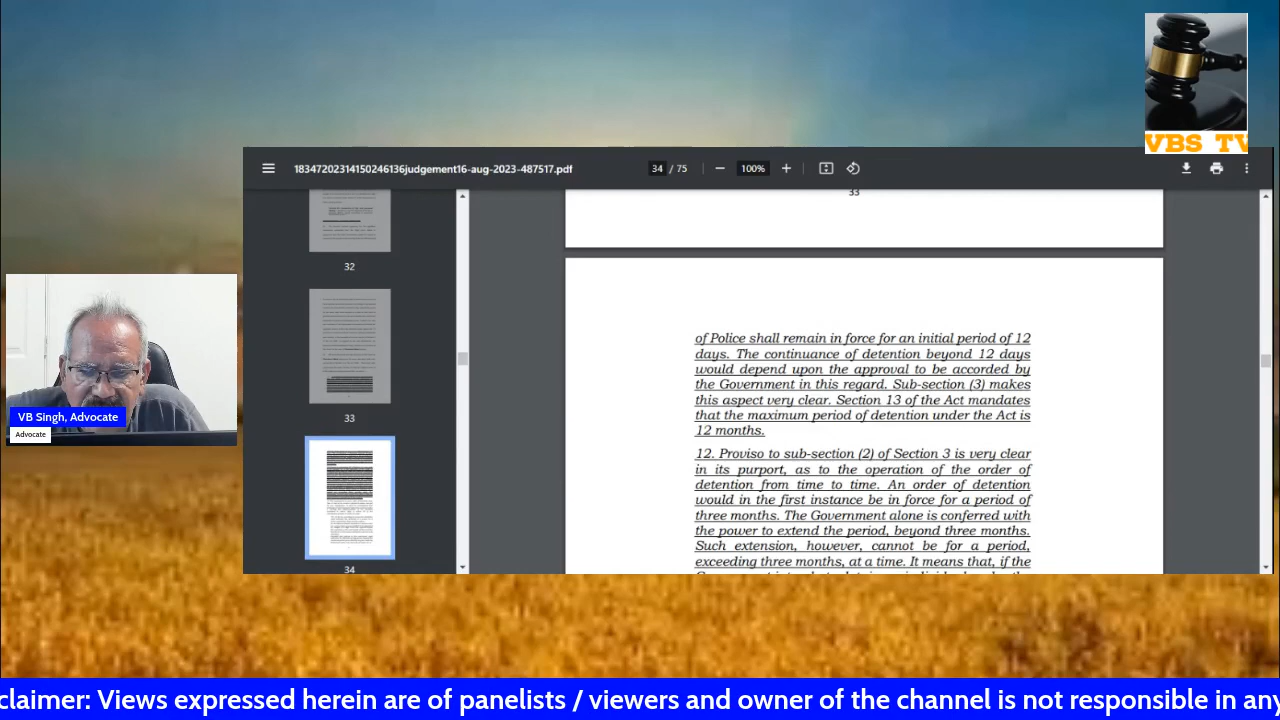 VBS TV
18347202314150246136judgement16-aug-2023-487517.pdf
34 / 75
100%
33
32
33
34
of Police shall remain in force for an initial period of 12
days. The continuance of detention beyond 12 days
would depend upon the approval to be accorded by
the Government in this regard. Sub-section (3) makes
this aspect very clear. Section 13 of the Act mandates
that the maximum period of detention under the Act is
12 months.
12. Proviso to sub-section (2) of Section 3 is very clear
in its purport, as to the operation of the order of
detention from time to time. An order of detention
would in the first instance be in force for a period of
three months. The Government alone is conferred with
the power to extend the period, beyond three months.
Such extension, however, cannot be for a period,
exceeding three months, at a time. It means that, if the
VB Singh, Advocate
Advocate
claimer: Views expressed herein are of panelists / viewers and owner of the channel is not responsible in any